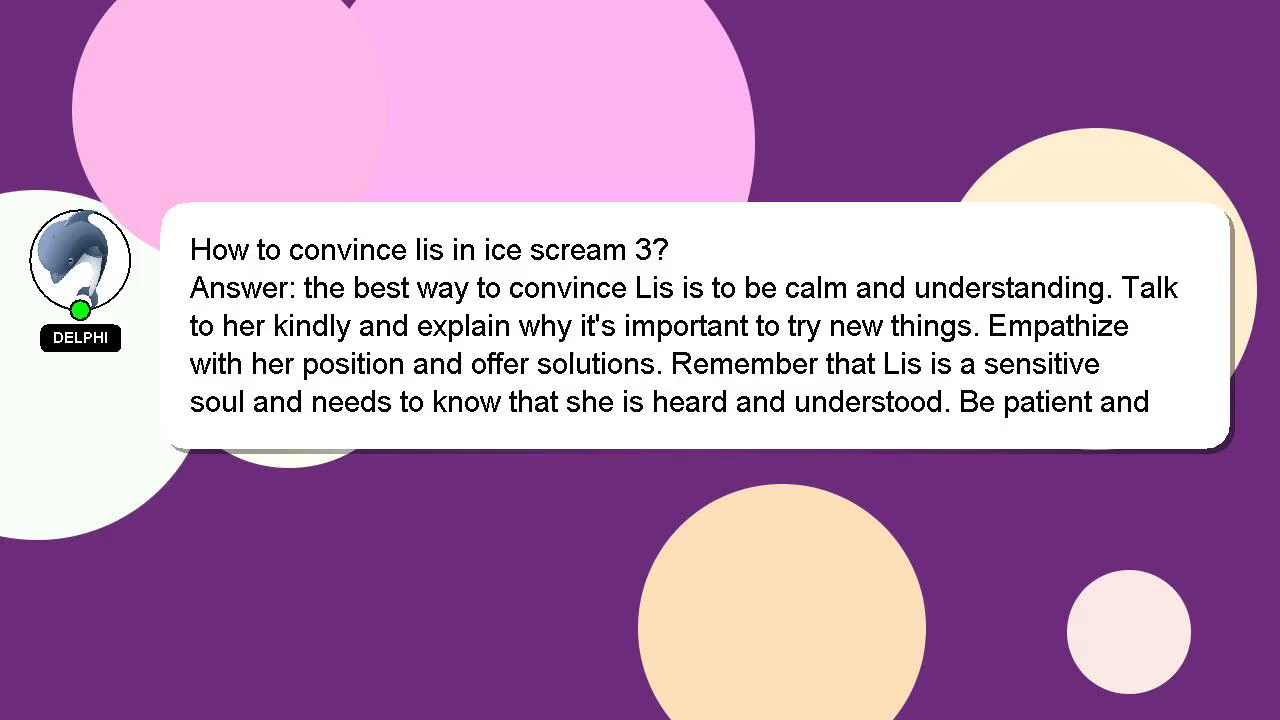 How to convince lis in ice scream 3?
Answer: the best way to convince Lis is to be calm and understanding. Talk
to her kindly and explain why it's important to try new things. Empathize
with her position and offer solutions. Remember that Lis is a sensitive
soul and needs to know that she is heard and understood. Be patient and
DELPHI